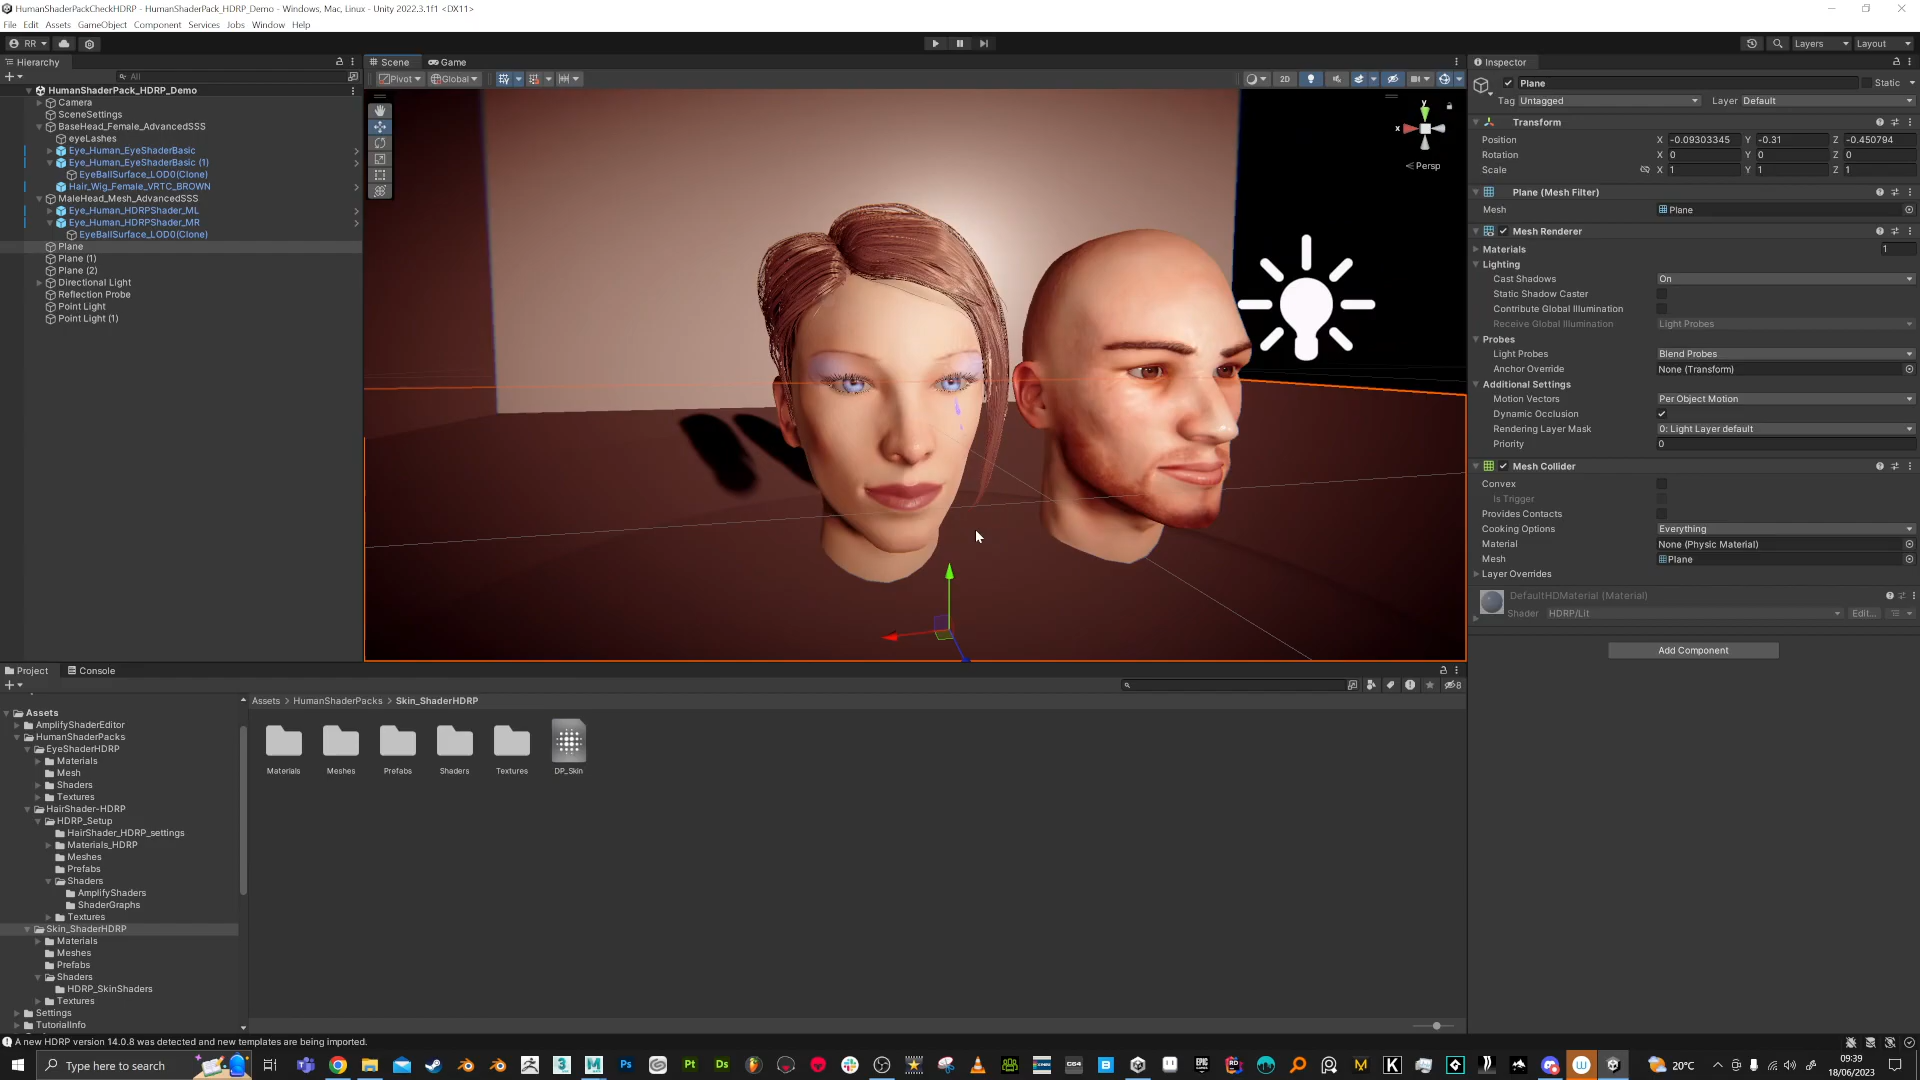 HumanShaderPackCheckHDRP - HumanShaderPack_HDRP_Demo - Windows, Mac, Linux - Unity 2022.3.1f1 <DX11>
File Edit Assets GameObject Component Services Jobs Window Help
RR
Layers
Layout
Hierarchy
All
HumanShaderPack_HDRP_Demo
Camera
SceneSettings
BaseHead_Female_AdvancedSSS
eyeLashes
Eye_Human_EyeShaderBasic
Eye_Human_EyeShaderBasic (1)
EyeBallSurface_LOD0(Clone)
Hair_Wig_Female_VRTC_BROWN
MaleHead_Mesh_AdvancedSSS
Eye_Human_HDRPShader_ML
Eye_Human_HDRPShader_MR
EyeBallSurface_LOD0(Clone)
Plane
Plane (1)
Plane (2)
Directional Light
Reflection Probe
Point Light
Point Light (1)
Scene
Game
Pivot
Global
2D
y
x
< Persp
Inspector
Plane
Static
Tag Untagged
Layer Default
Transform
Position X -0.09303345 Y -0.31 Z -0.450794
Rotation X 0 Y 0 Z 0
Scale X 1 Y 1 Z 1
Plane (Mesh Filter)
Mesh Plane
Mesh Renderer
Materials 1
Lighting
Cast Shadows On
Static Shadow Caster
Contribute Global Illumination
Receive Global Illumination Light Probes
Probes
Light Probes Blend Probes
Anchor Override None (Transform)
Additional Settings
Motion Vectors Per Object Motion
Dynamic Occlusion
Rendering Layer Mask 0: Light Layer default
Priority 0
Mesh Collider
Convex
Is Trigger
Provides Contacts
Cooking Options Everything
Material None (Physic Material)
Mesh Plane
Layer Overrides
DefaultHDMaterial (Material)
Shader HDRP/Lit Edit...
Add Component
Project
Console
8
Assets
AmplifyShaderEditor
HumanShaderPacks
EyeShaderHDRP
Materials
Mesh
Shaders
Textures
HairShader-HDRP
HDRP_Setup
HairShader_HDRP_settings
Materials_HDRP
Meshes
Prefabs
Shaders
AmplifyShaders
ShaderGraphs
Textures
Skin_ShaderHDRP
Materials
Meshes
Prefabs
Shaders
HDRP_SkinShaders
Textures
Settings
TutorialInfo
Assets > HumanShaderPacks > Skin_ShaderHDRP
Materials
Meshes
Prefabs
Shaders
Textures
DP_Skin
A new HDRP version 14.0.8 was detected and new templates are being imported.
Type here to search
Ps
Pt
Ds
20°C
09:39
18/06/2023